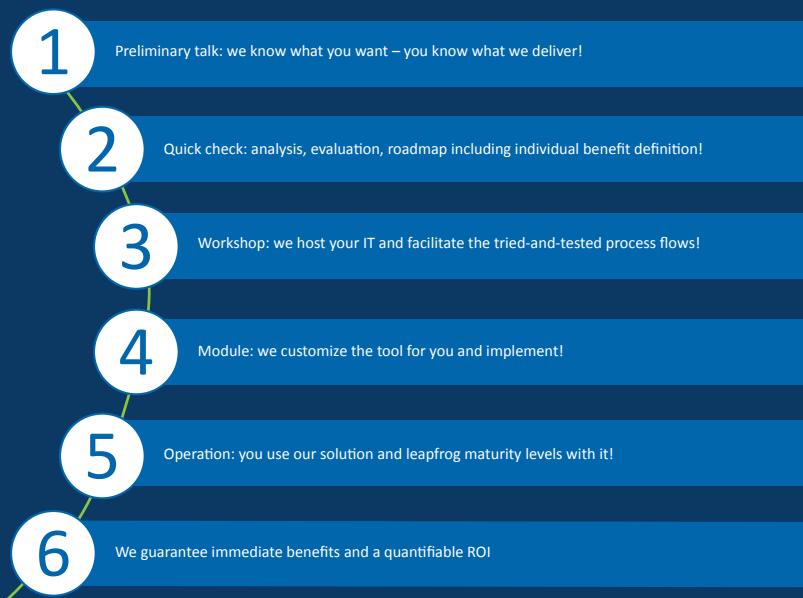 1
Preliminary talk: we know what you want – you know what we deliver!
2
Quick check: analysis, evaluation, roadmap including individual benefit definition!
3
Workshop: we host your IT and facilitate the tried-and-tested process flows!
4
Module: we customize the tool for you and implement!
5
Operation: you use our solution and leapfrog maturity levels with it!
6
We guarantee immediate benefits and a quantifiable ROI